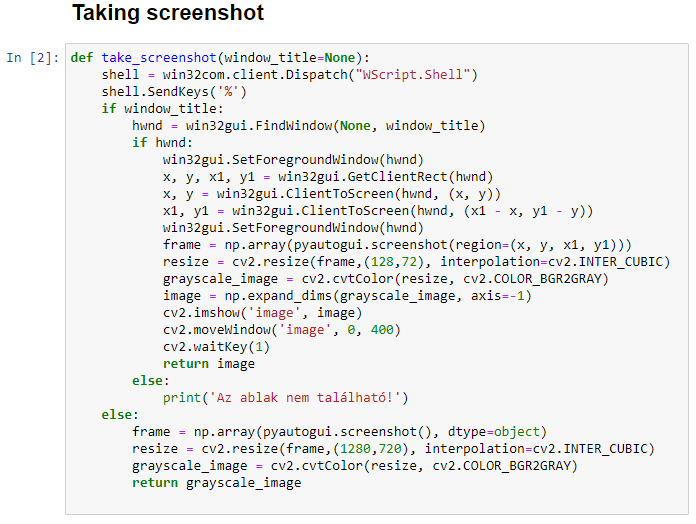 Taking screenshot
In [2]: def take_screenshot(window_title=None):
    shell = win32com.client.Dispatch("WScript.Shell")
    shell.SendKeys('%')
    if window_title:
        hwnd = win32gui.FindWindow(None, window_title)
        if hwnd:
            win32gui.SetForegroundWindow(hwnd)
            x, y, x1, y1 = win32gui.GetClientRect(hwnd)
            x, y = win32gui.ClientToScreen(hwnd, (x, y))
            x1, y1 = win32gui.ClientToScreen(hwnd, (x1 - x, y1 - y))
            win32gui.SetForegroundWindow(hwnd)
            frame = np.array(pyautogui.screenshot(region=(x, y, x1, y1)))
            resize = cv2.resize(frame,(128,72), interpolation=cv2.INTER_CUBIC)
            grayscale_image = cv2.cvtColor(resize, cv2.COLOR_BGR2GRAY)
            image = np.expand_dims(grayscale_image, axis=-1)
            cv2.imshow('image', image)
            cv2.moveWindow('image', 0, 400)
            cv2.waitKey(1)
            return image
        else:
            print('Az ablak nem található!')
    else:
        frame = np.array(pyautogui.screenshot(), dtype=object)
        resize = cv2.resize(frame,(1280,720), interpolation=cv2.INTER_CUBIC)
        grayscale_image = cv2.cvtColor(resize, cv2.COLOR_BGR2GRAY)
        return grayscale_image